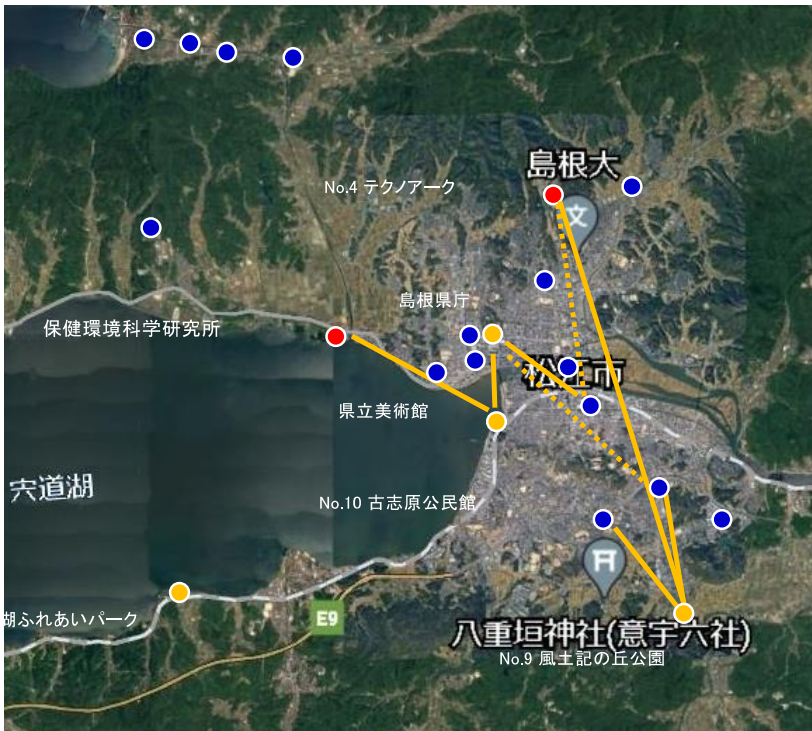 島根大
No.4 テクノアーク
文
島根県庁
保健環境科学研究所
松江市
県立美術館
宍道湖
No.10 古志原公民館
湖ふれあいパーク
E9
八重垣神社(意宇六社)
No.9 風土記の丘公園